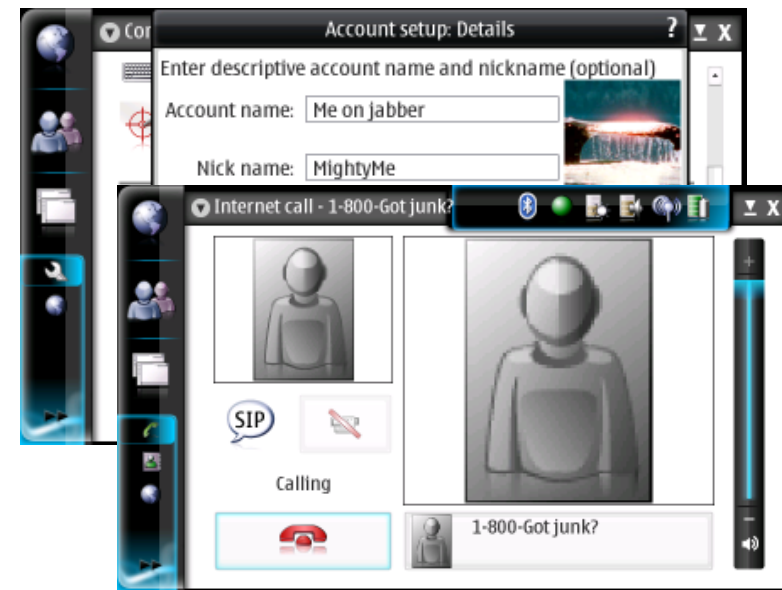 Cor
Account setup: Details
?
X
Enter descriptive account name and nickname (optional)
Account name:
Me on jabber
Nick name:
MightyMe
Internet call - 1-800-Got junk?
X
SIP
Calling
1-800-Got junk?